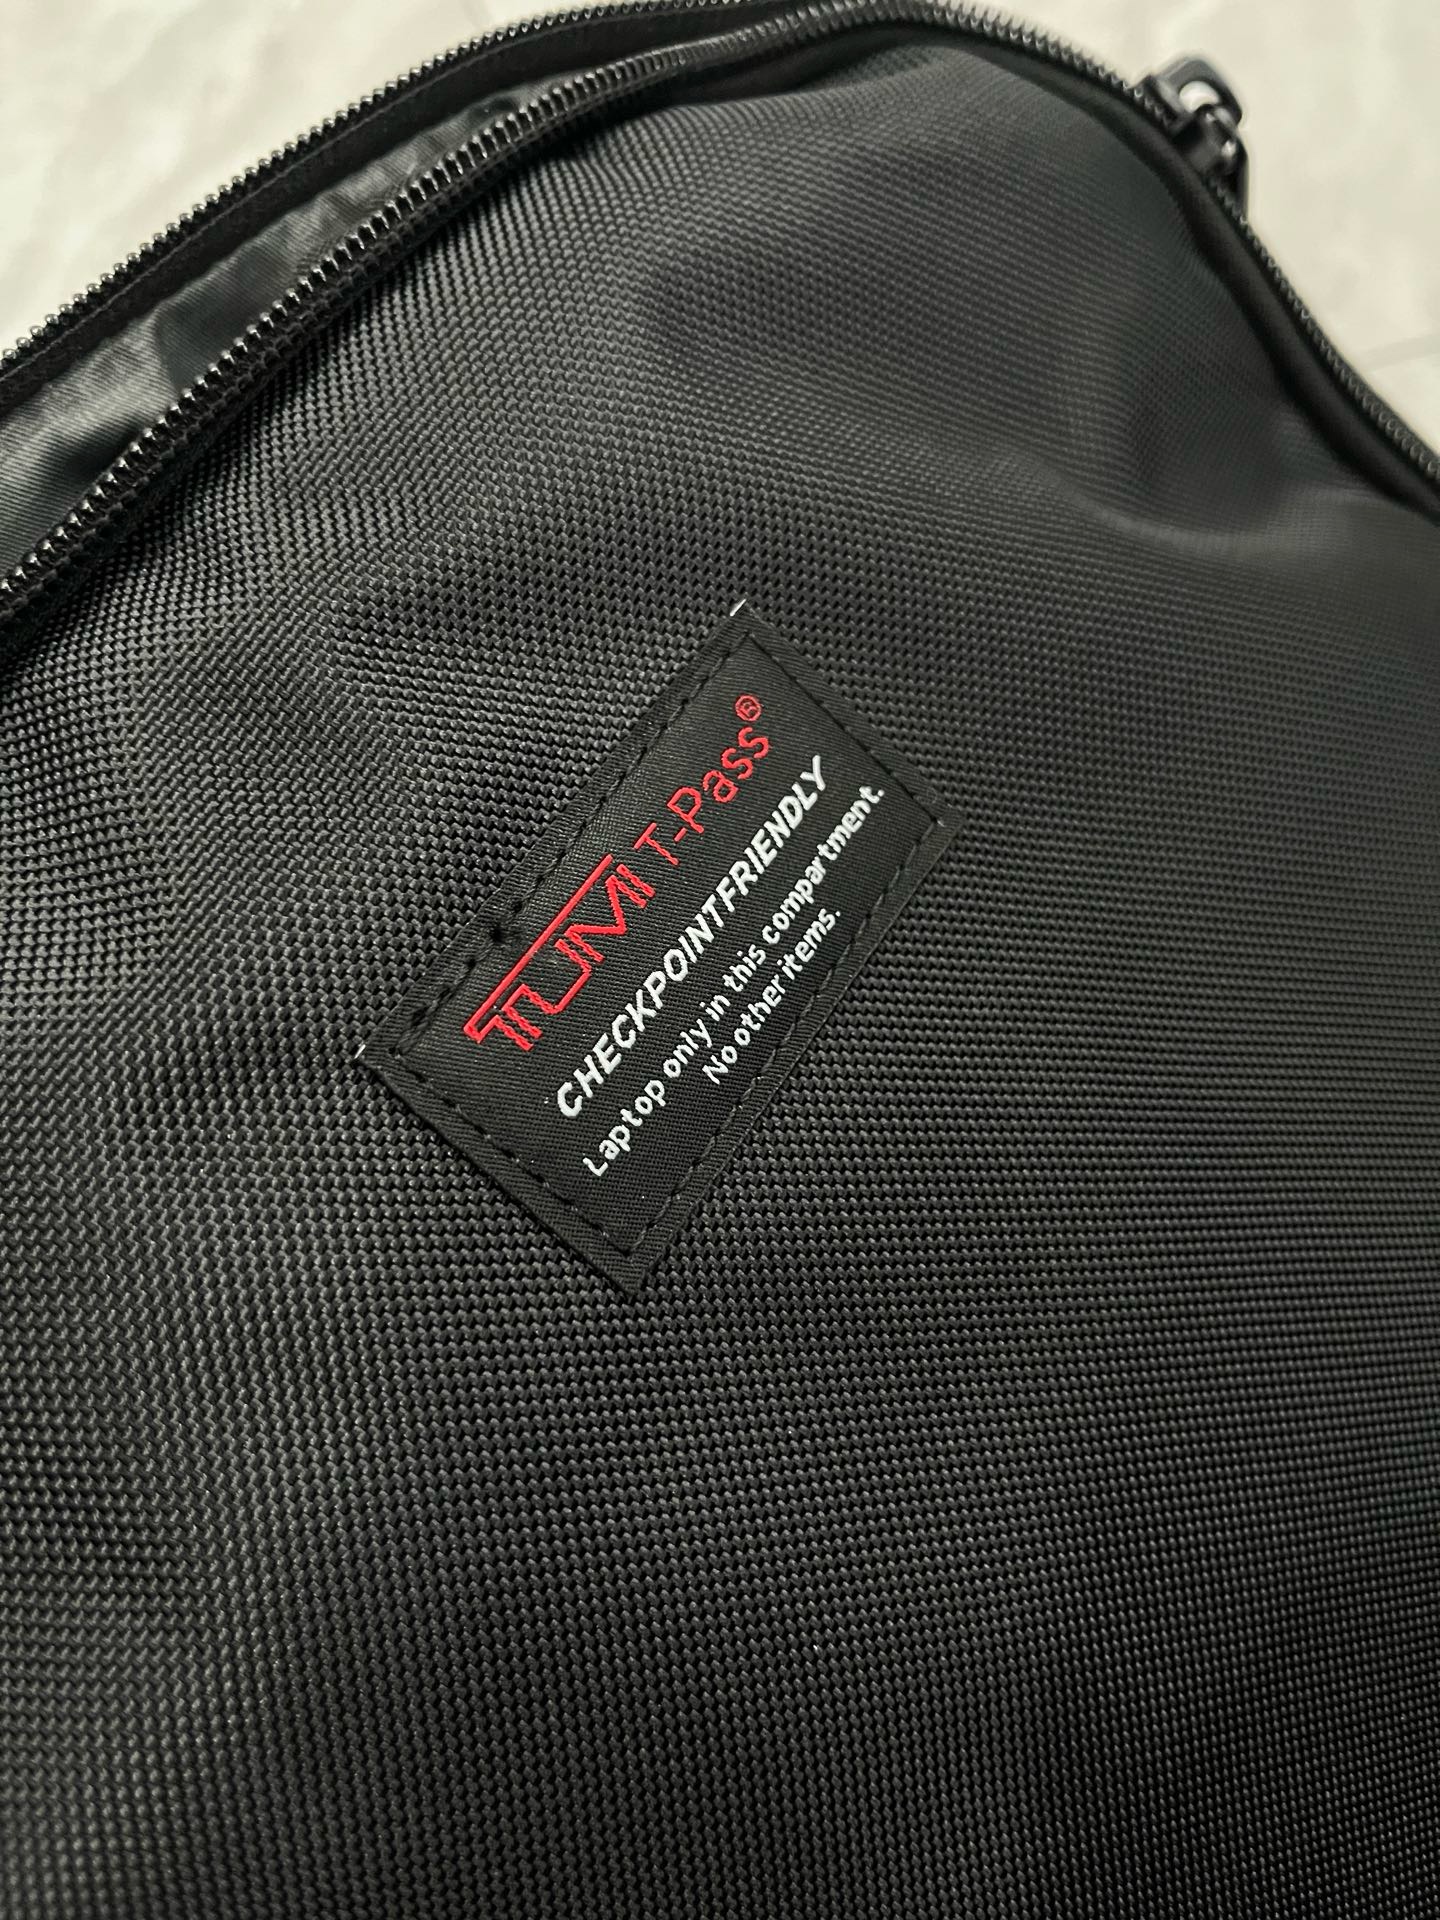 TUMI T-Pass®
CHECKPOINTFRIENDLY
Laptop only in this compartment.
No other items.